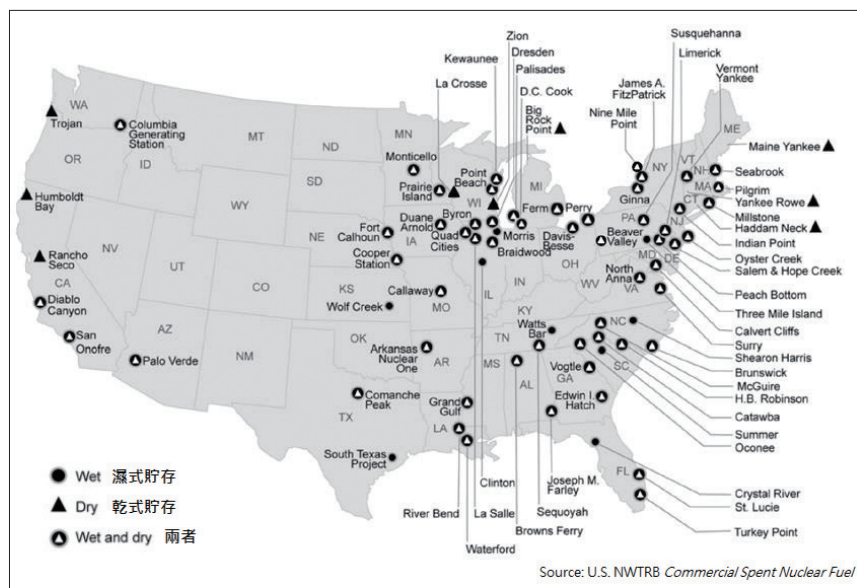 Zion
Dresden
Palisades
D.C. Cook
Big
Rock
Point
Kewaunee
La Crosse
Susquehanna
Limerick
Vermont
Yankee
James A.
FitzPatrick
Nine Mile
Point
WA
Trojan
Columbia
Generating
Station
OR
ID
MT
ND
MN
Monticello
Prairie
Island
Point
Beach
WI
MI
SD
WY
Humboldt
Bay
Rancho
Seco
NV
CA
UT
CO
NE
Fort
Calhoun
Cooper
Station
Duane
Arnold
IA
Byron
Quad
Cities
Morris
Braidwood
Ferm
Perry
Davis-
Besse
OH
Ginna
NY
VT
NH
ME
MA
CT
NJ
PA
Beaver
Valley
MD
DE
Maine Yankee
Seabrook
Pilgrim
Yankee Rowe
Millstone
Haddam Neck
Indian Point
Oyster Creek
Salem & Hope Creek
Peach Bottom
Three Mile Island
Calvert Cliffs
Surry
Shearon Harris
Brunswick
McGuire
H.B. Robinson
Catawba
Summer
Oconee
North
Anna
WV
VA
KY
IN
IL
KS
Wolf Creek
Callaway
MO
Diablo
Canyon
San
Onofre
AZ
Palo Verde
NM
OK
Arkansas
Nuclear
One
AR
TN
Watts
Bar
NC
SC
Vogtle
GA
Edwin I.
Hatch
MS
AL
Comanche
Peak
TX
Grand
Gulf
LA
South Texas
Project
River Bend
Waterford
La Salle
Clinton
Browns Ferry
Sequoyah
Joseph M.
Farley
FL
Crystal River
St. Lucie
Turkey Point
Wet 濕式貯存
Dry 乾式貯存
Wet and dry 兩者
Source: U.S. NWTRB Commercial Spent Nuclear Fuel